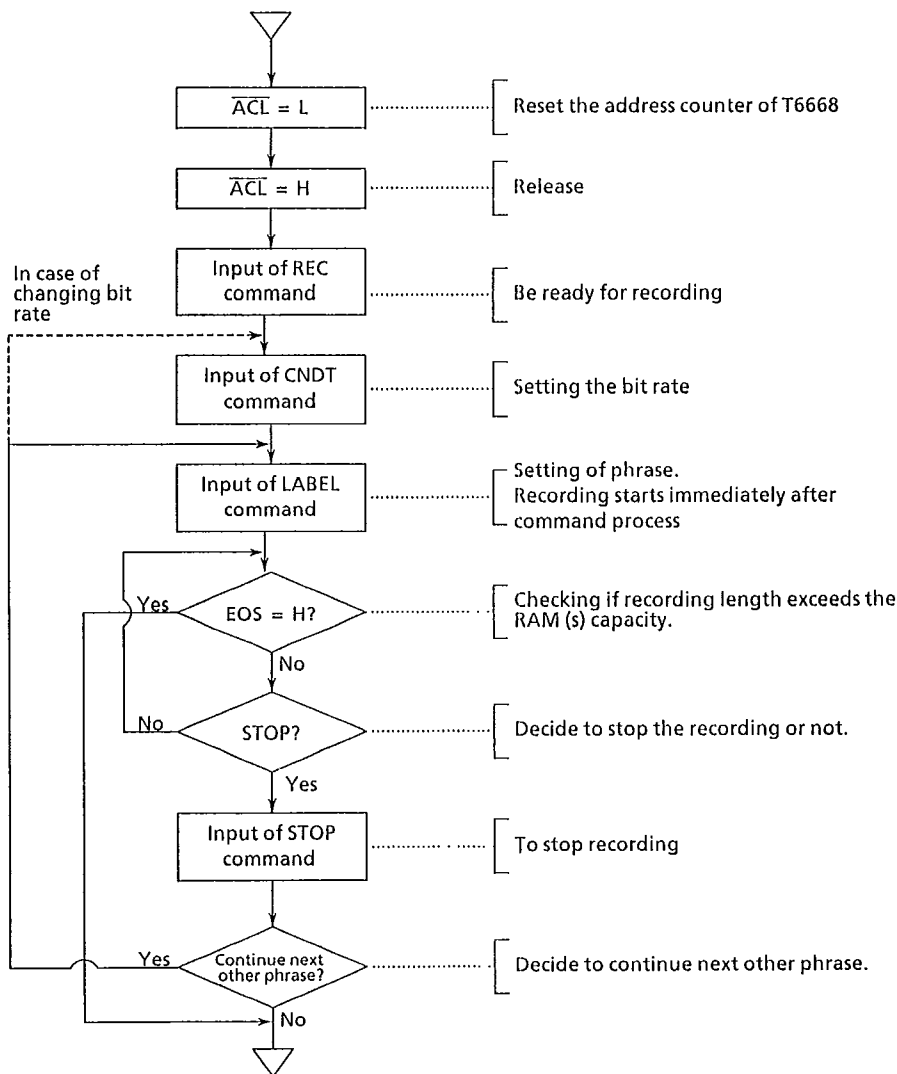 A̅C̅L̅ = L
Reset the address counter of T6668
A̅C̅L̅ = H
Release
In case of
changing bit
rate
Input of REC
command
Be ready for recording
Input of CNDT
command
Setting the bit rate
Input of LABEL
command
Setting of phrase.
Recording starts immediately after
command process
Yes
EOS = H?
Checking if recording length exceeds the
RAM (s) capacity.
No
No
STOP?
Decide to stop the recording or not.
Yes
Input of STOP
command
To stop recording
Yes
Continue next
other phrase?
Decide to continue next other phrase.
No